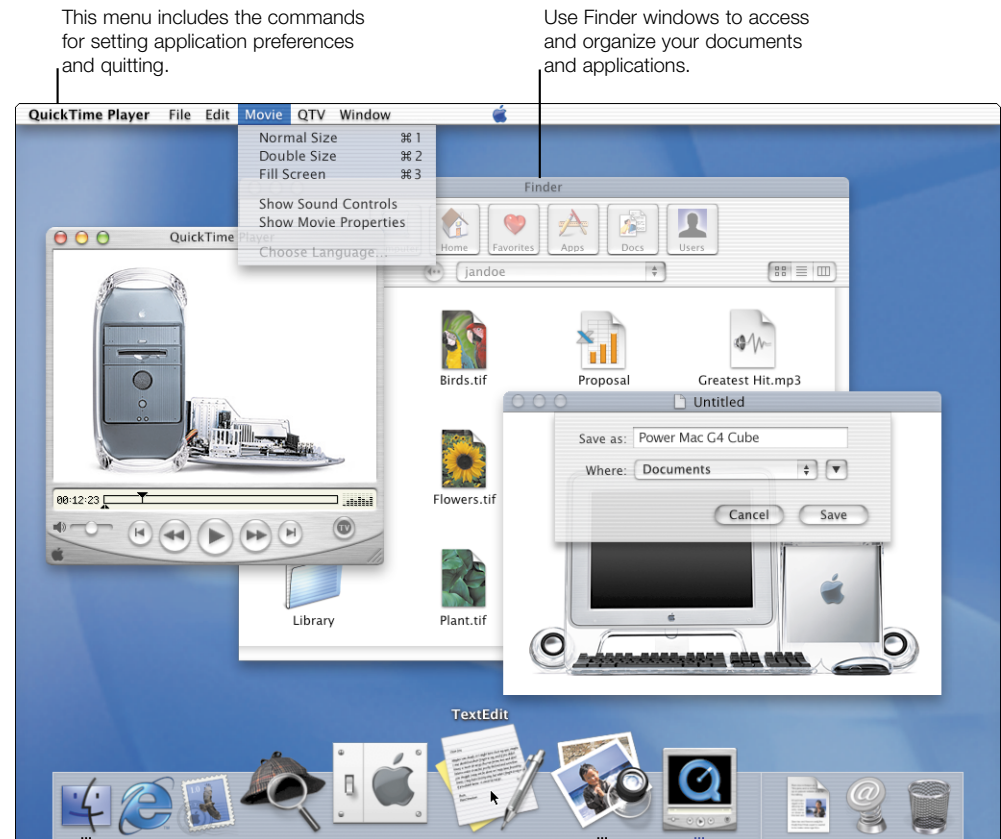 This menu includes the commands
for setting application preferences
and quitting.
Use Finder windows to access
and organize your documents
and applications.
QuickTime Player File Edit Movie QTV Window
Normal Size ⌘1
Double Size ⌘2
Fill Screen ⌘3
Show Sound Controls
Show Movie Properties
Choose Language...
Finder
Home Favorites Apps Docs Users
jandoe
QuickTime Player
Birds.tif
Proposal
Greatest Hit.mp3
Untitled
Save as: Power Mac G4 Cube
Where: Documents
Cancel Save
Flowers.tif
00:12:23
TV
Library
Plant.tif
TextEdit